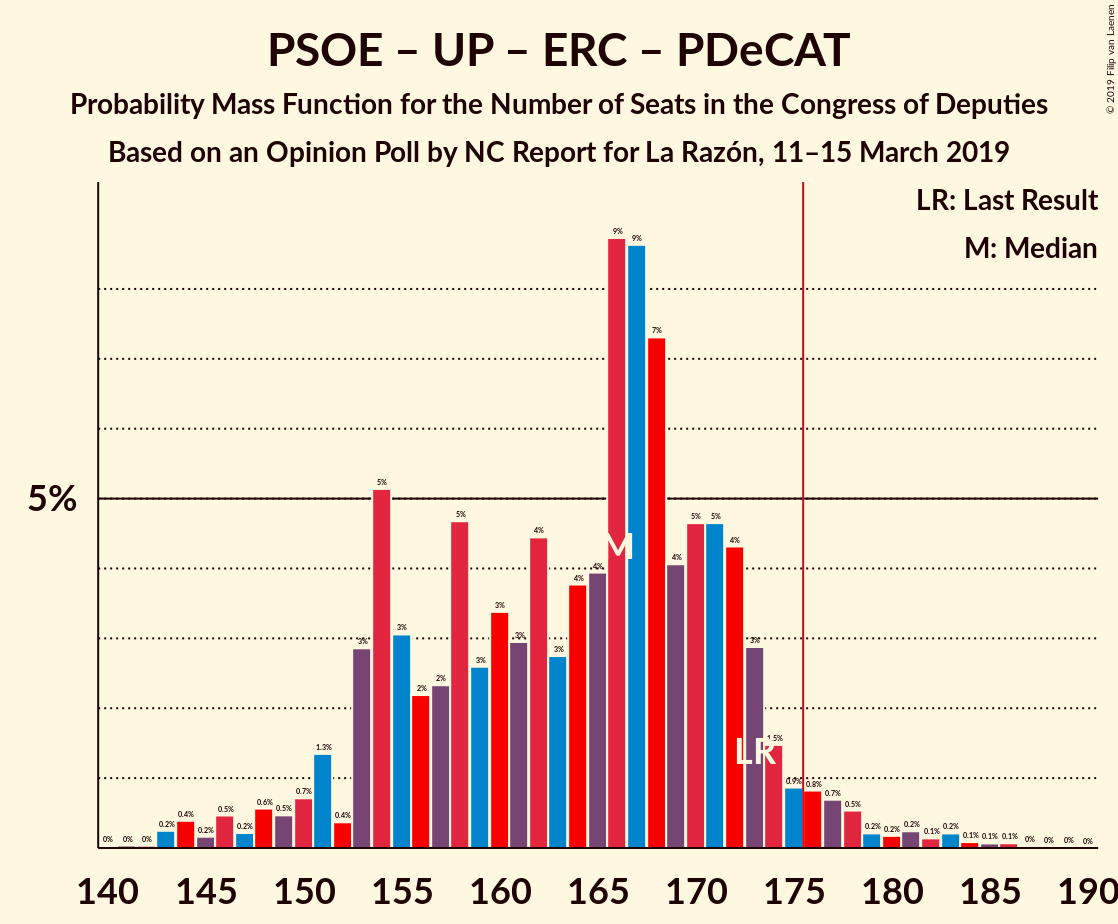 PSOE – UP – ERC – PDeCAT
Probability Mass Function for the Number of Seats in the Congress of Deputies
Based on an Opinion Poll by NC Report for La Razón, 11–15 March 2019
© 2019 Filip van Laenen
LR: Last Result
M: Median
5%
0% 0% 0% 0.2% 0.4% 0.2% 0.5% 0.2% 0.6% 0.5% 0.7% 1.3% 0.4% 3% 5% 3% 2% 2% 5% 3% 3% 3% 4% 3% 4% 4% 9% 9% 7% 4% 5% 5% 4% 3% 1.5% 0.9% 0.8% 0.7% 0.5% 0.2% 0.2% 0.2% 0.1% 0.2% 0.1% 0.1% 0.1% 0% 0% 0% 0%
M
LR
140 145 150 155 160 165 170 175 180 185 190